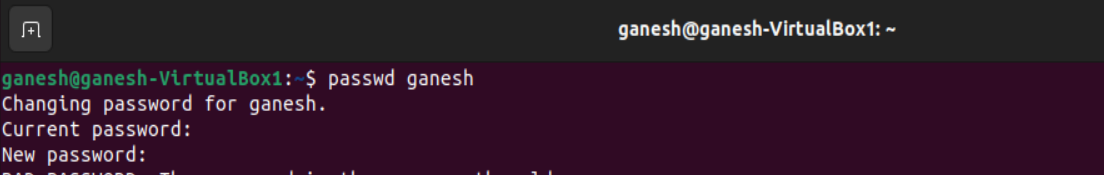 ganesh@ganesh-VirtualBox1: ~
ganesh@ganesh-VirtualBox1:~$ passwd ganesh
Changing password for ganesh.
Current password:
New password: